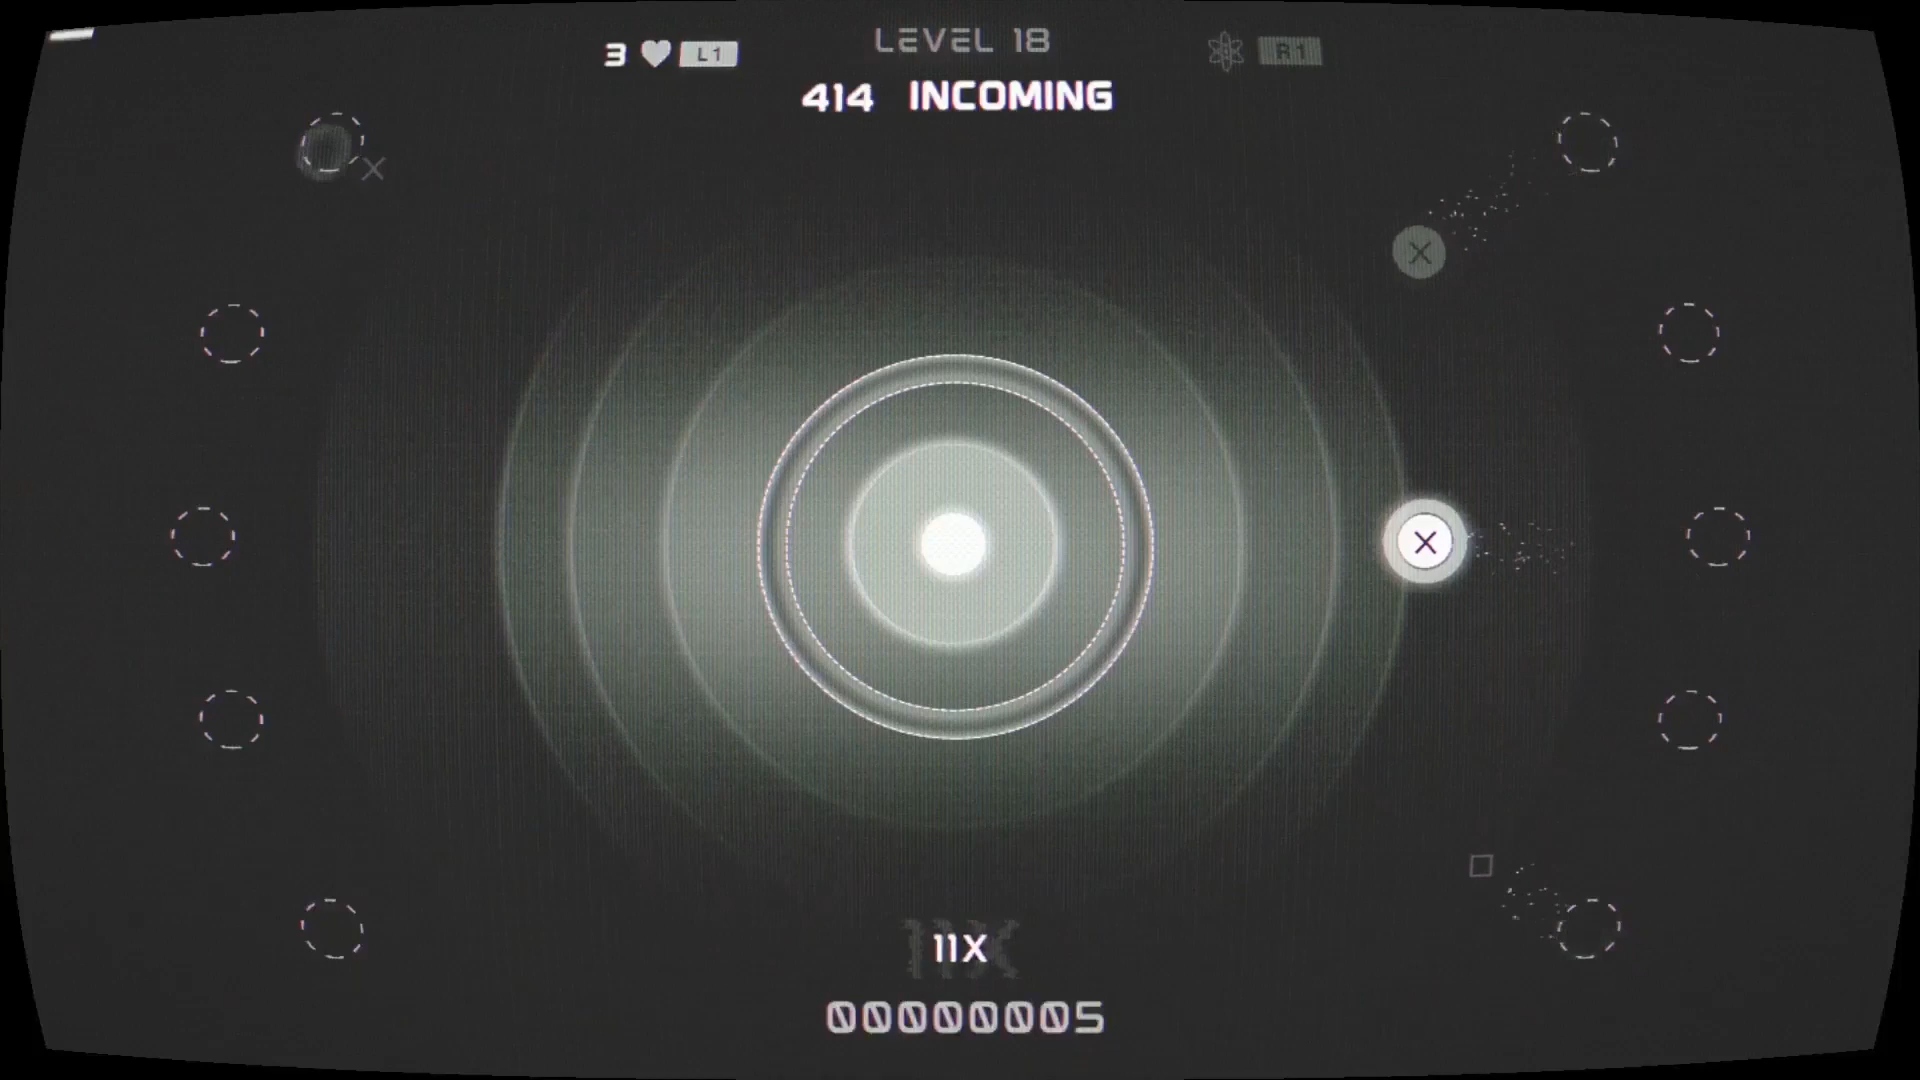 LEVEL 18
3 L1
R1
414 INCOMING
X
X
X
11X
00000005